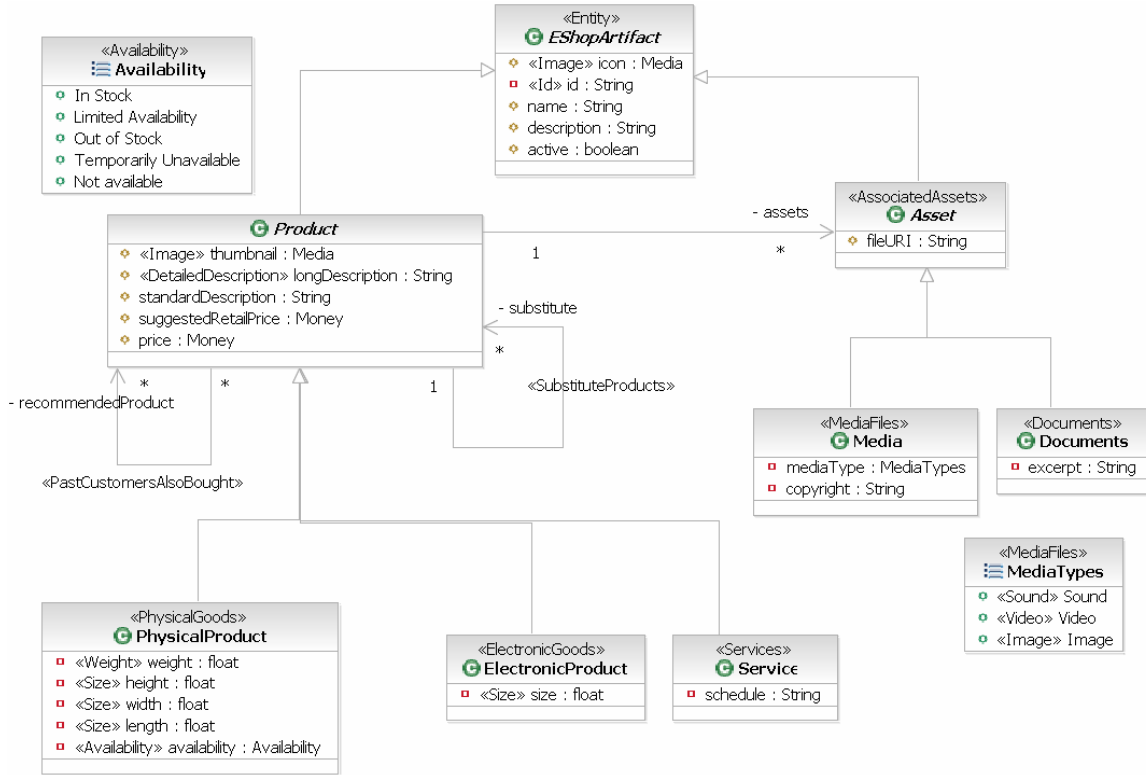 «Availability»
Availability
In Stock
Limited Availability
Out of Stock
Temporarily Unavailable
Not available
«Entity»
EShopArtifact
«Image» icon : Media
«Id» id : String
name : String
description : String
active : boolean
Product
«Image» thumbnail : Media
«DetailedDescription» longDescription : String
standardDescription : String
suggestedRetailPrice : Money
price : Money
- assets
1
*
«AssociatedAssets»
Asset
fileURI : String
- substitute
*
1
«SubstituteProducts»
*
*
- recommendedProduct
«PastCustomersAlsoBought»
«MediaFiles»
Media
mediaType : MediaTypes
copyright : String
«Documents»
Documents
excerpt : String
«MediaFiles»
MediaTypes
«Sound» Sound
«Video» Video
«Image» Image
«PhysicalGoods»
PhysicalProduct
«Weight» weight : float
«Size» height : float
«Size» width : float
«Size» length : float
«Availability» availability : Availability
«ElectronicGoods»
ElectronicProduct
«Size» size : float
«Services»
Service
schedule : String